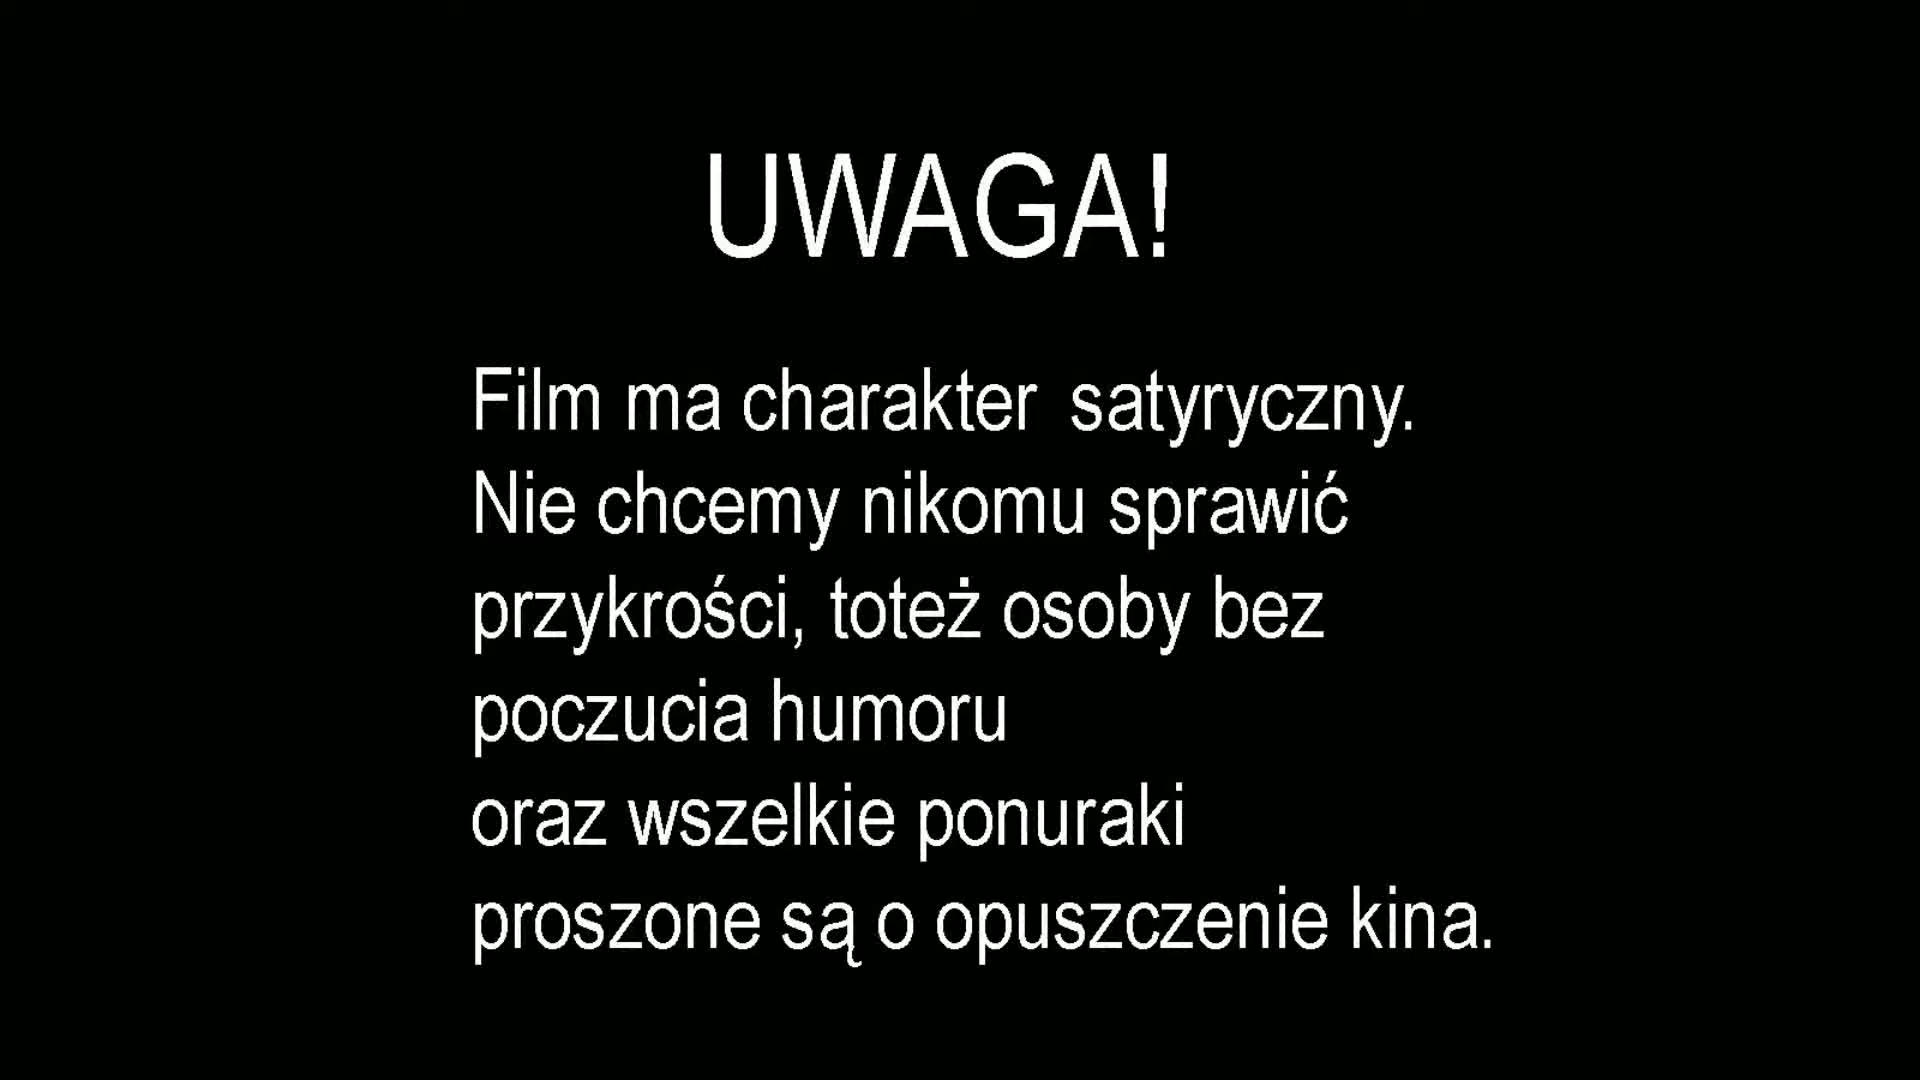 UWAGA!
Film ma charakter satyryczny.
Nie chcemy nikomu sprawić
przykrości, toteż osoby bez
poczucia humoru
oraz wszelkie ponuraki
proszone są o opuszczenie kina.